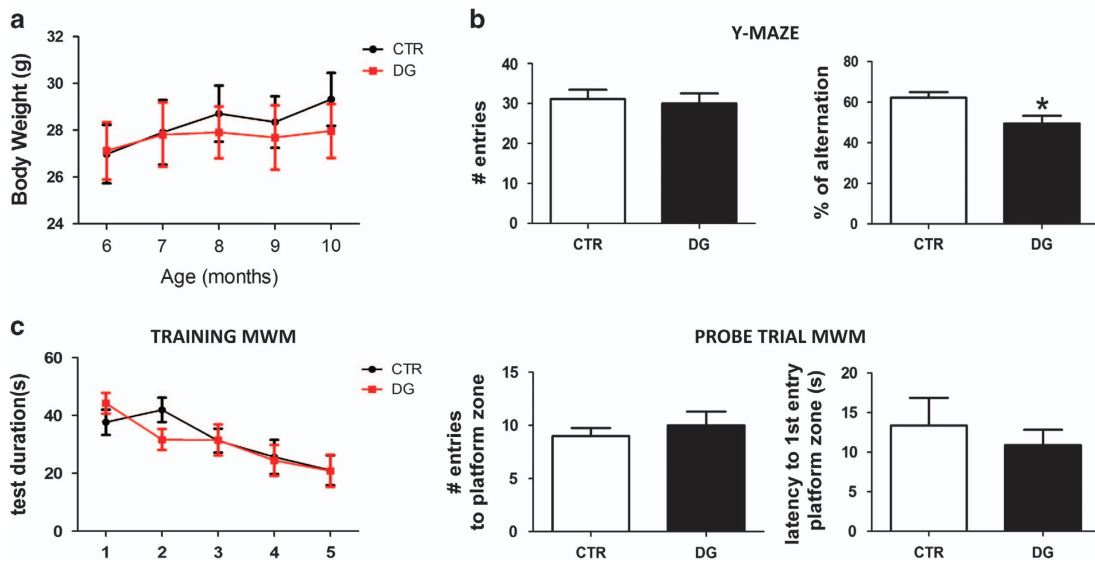 a
Body Weight (g)
32
30
28
26
24
6 7 8 9 10
Age (months)
CTR
DG
b
Y-MAZE
# entries
40
30
20
10
0
CTR DG
% of alternation
80
60
40
20
0
*
CTR DG
c
TRAINING MWM
test duration(s)
60
40
20
0
1 2 3 4 5
CTR
DG
PROBE TRIAL MWM
# entries
to platform zone
15
10
5
0
CTR DG
latency to 1st entry
platform zone (s)
20
15
10
5
0
CTR DG